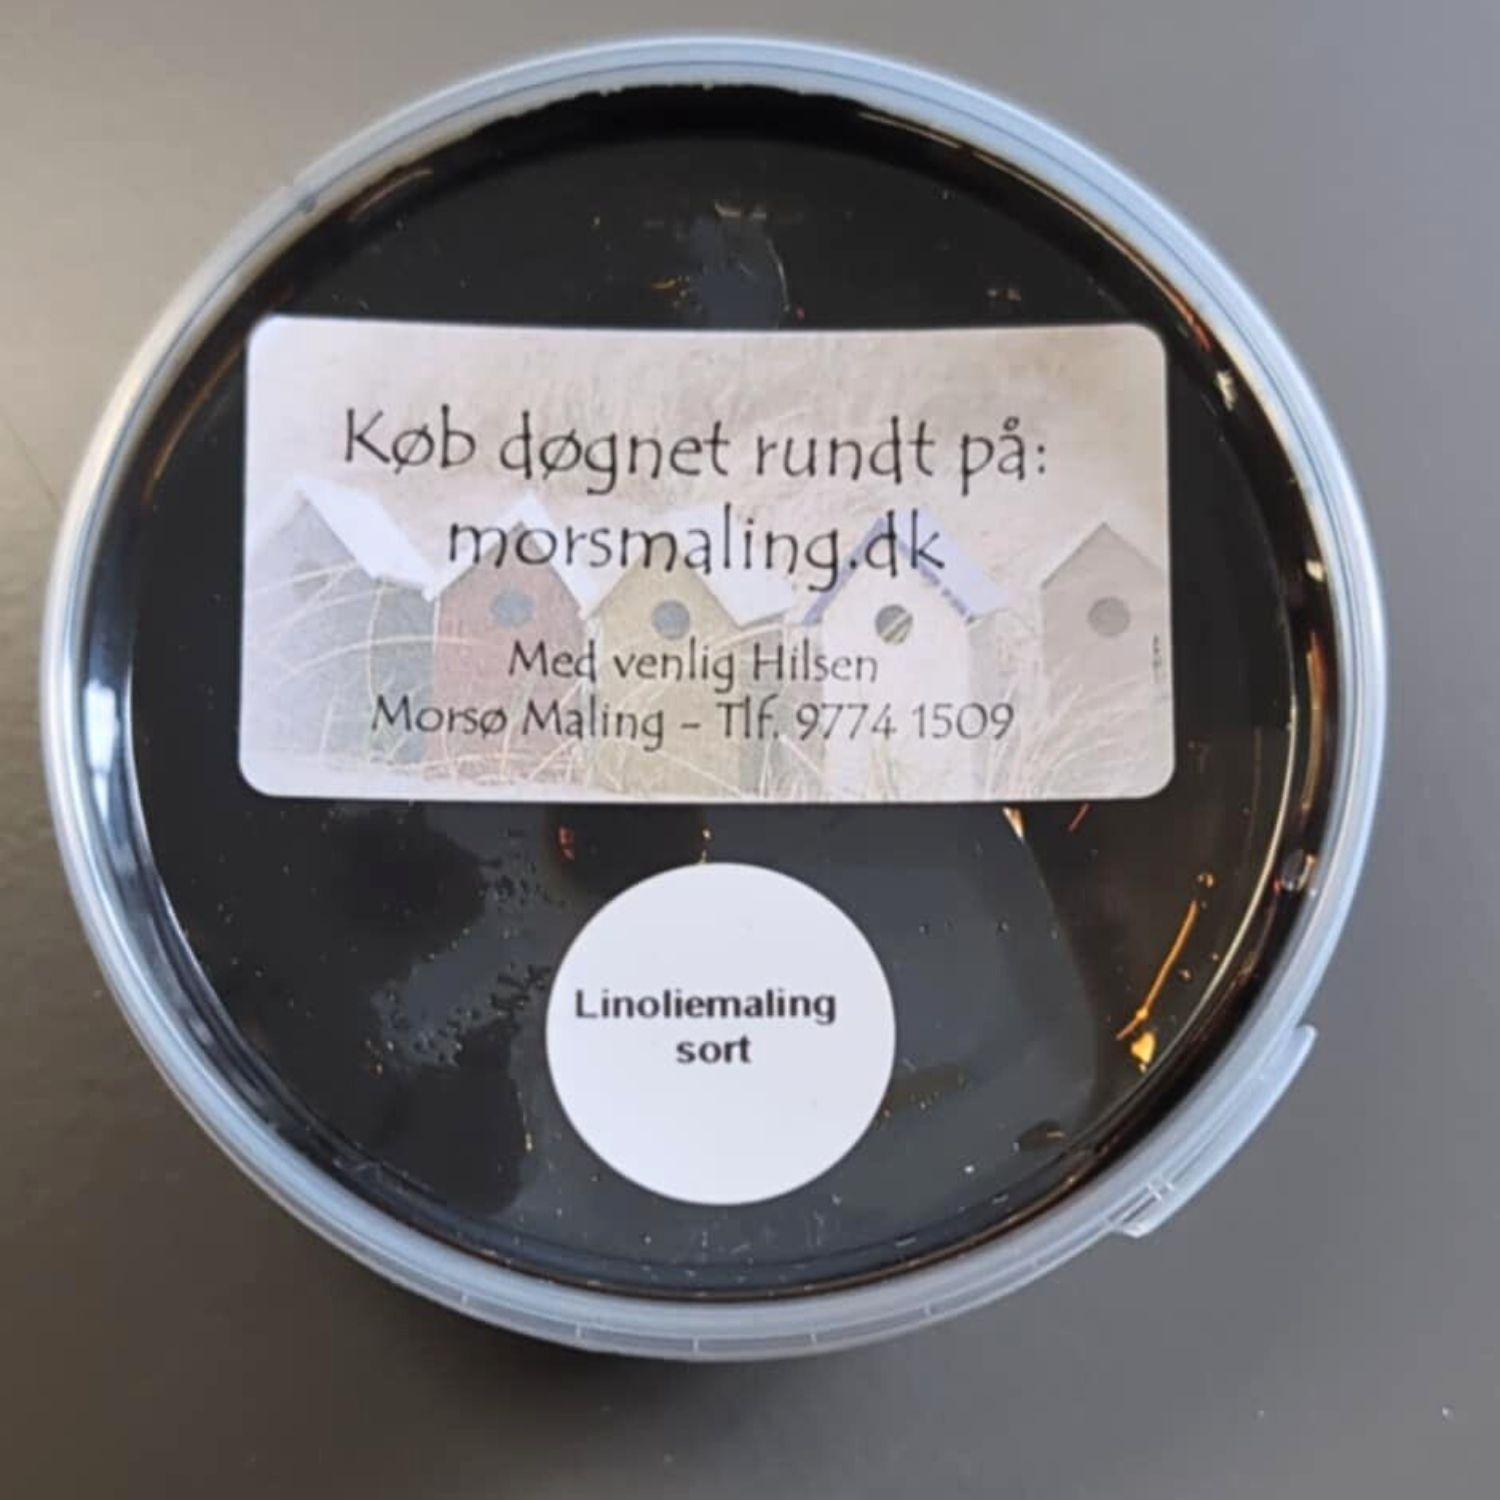 Køb døgnet rundt på:
morsmaling.dk
Med venlig Hilsen
Morsø Maling - Tlf. 9774 1509
Linoliemaling
sort